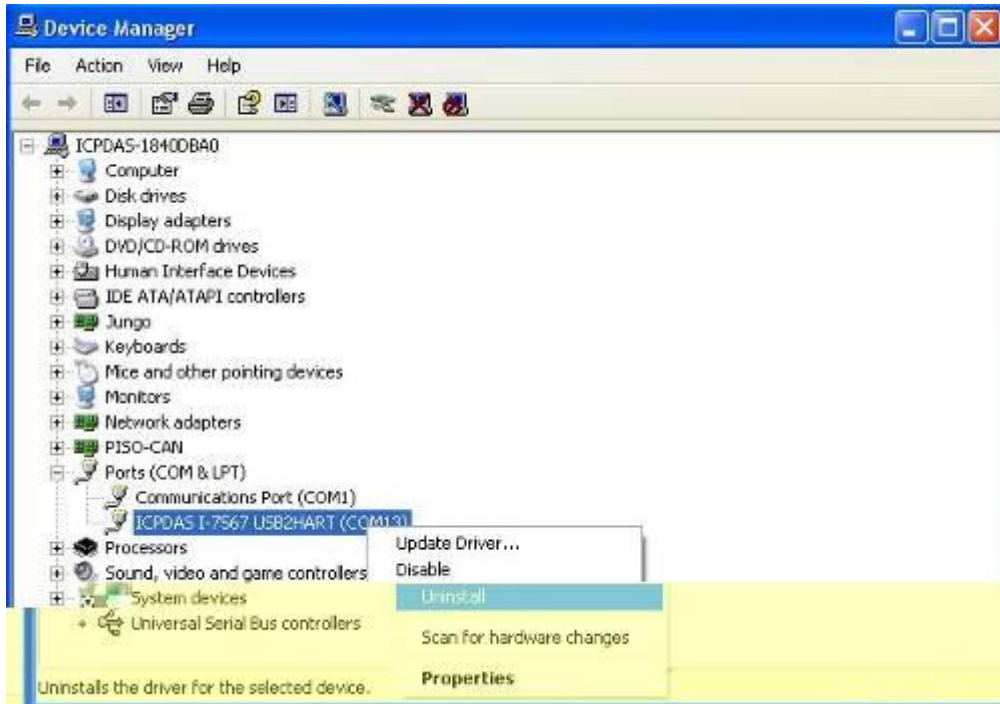 Device Manager
File Action View Help
ICPDAS-1840DBA0
Computer
Disk drives
Display adapters
DVD/CD-ROM drives
Human Interface Devices
IDE ATA/ATAPI controllers
Jungo
Keyboards
Mice and other pointing devices
Monitors
Network adapters
PISO-CAN
Ports (COM & LPT)
Communications Port (COM1)
ICPDAS I-7567 USB2HART (COM13)
Update Driver...
Processors
Disable
Sound, video and game controllers
Uninstall
System devices
Universal Serial Bus controllers
Scan for hardware changes
Properties
Uninstalls the driver for the selected device.